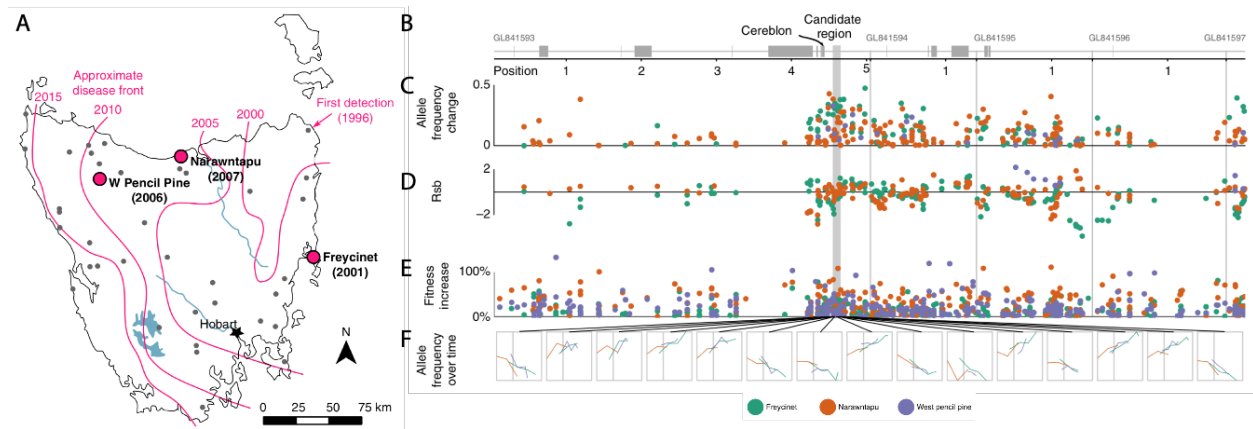 A
Approximate
disease front
2015
2010
2005
2000
First detection
(1996)
Narawntapu
(2007)
W Pencil Pine
(2006)
Freycinet
(2001)
Hobart
N
0 25 50 75 km
B
Cereblon
Candidate
region
GL841593
GL841594
GL841595
GL841596
GL841597
Position 1 2 3 4 5 1 1 1
C
Allele
frequency
change
0.5
0
D
Rsb
2
0
−2
E
Fitness
increase
100%
0%
F
Allele
frequency
over time
Freycinet
Narawntapu
West pencil pine